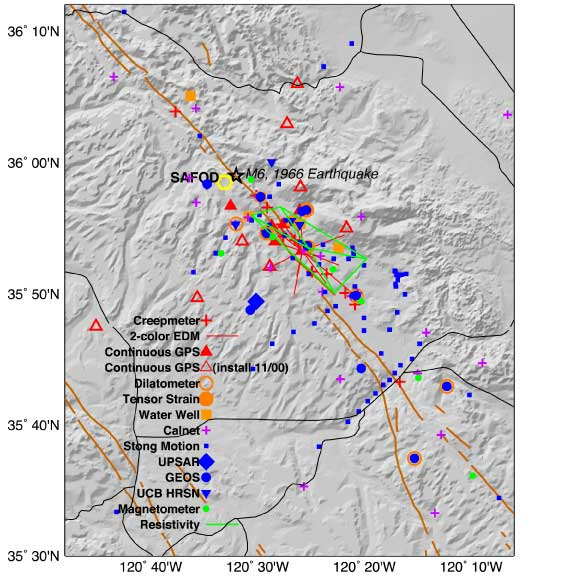 36° 10'N
36° 00'N
SAFOD
M6, 1966 Earthquake
35° 50'N
Creepmeter
2-color EDM
Continuous GPS
Continuous GPS (install 11/00)
Dilatometer
Tensor Strain
Water Well
Calnet
35° 40'N
Stong Motion
UPSAR
GEOS
UCB HRSN
Magnetometer
Resistivity
35° 30'N
120° 40'W 120° 30'W 120° 20'W 120° 10'W